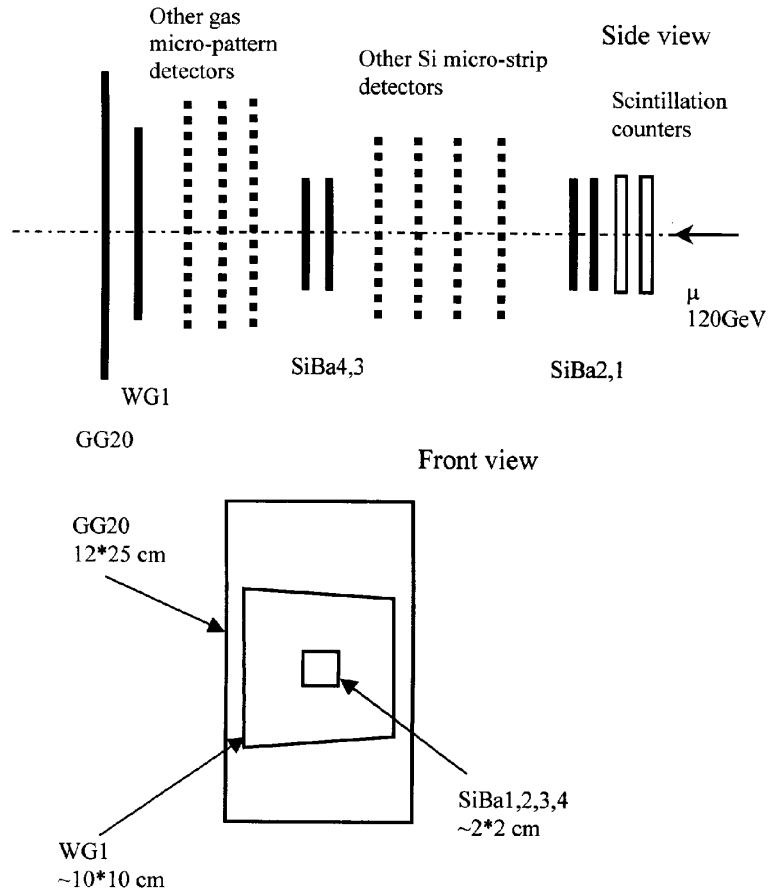 Other gas
micro-pattern
detectors
Side view
Other Si micro-strip
detectors
Scintillation
counters
μ
120GeV
SiBa4,3
SiBa2,1
WG1
GG20
Front view
GG20
12*25 cm
SiBa1,2,3,4
~2*2 cm
WG1
~10*10 cm